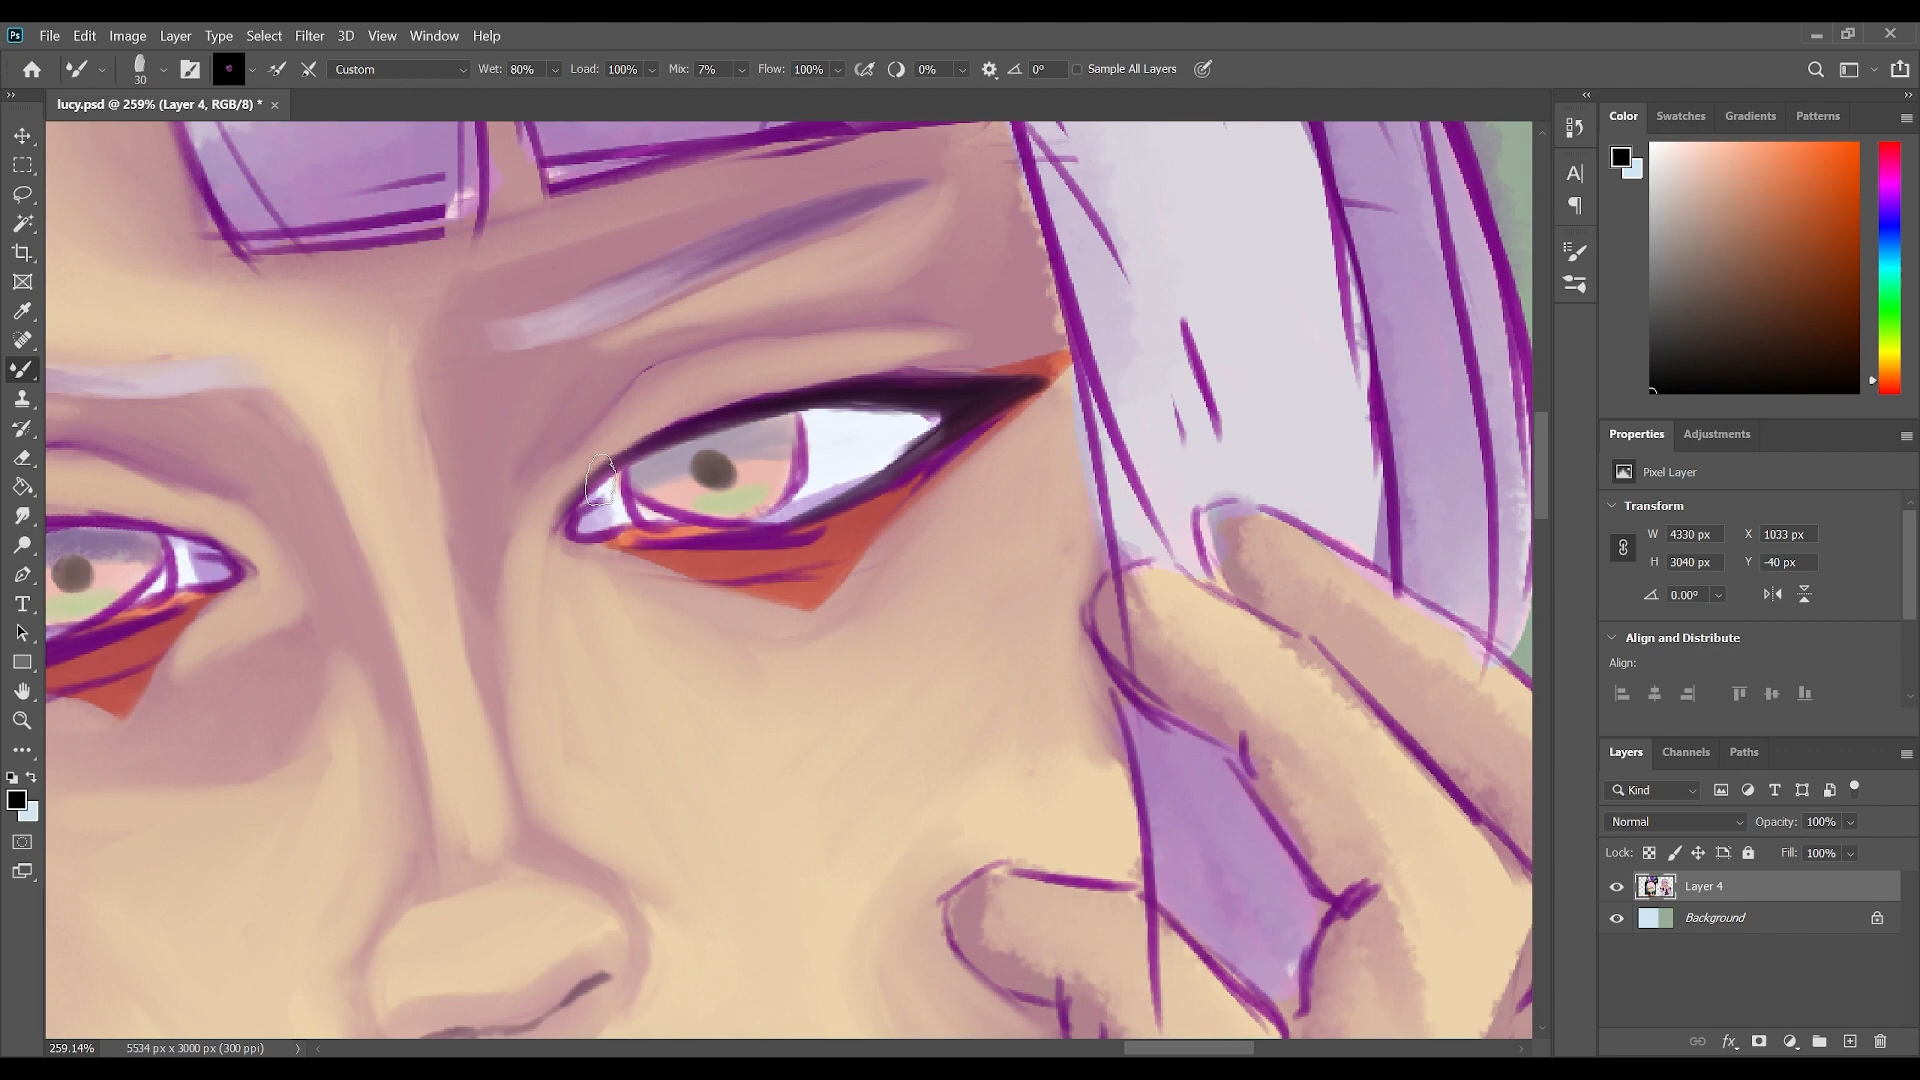 Ps File Edit Image Layer Type Select Filter 3D View Window Help
30 Custom Wet: 80% Load: 100% Mix: 7% Flow: 100% 0% 0° Sample All Layers
lucy.psd @ 259% (Layer 4, RGB/8) *
Color Swatches Gradients Patterns
Properties Adjustments
Pixel Layer
Transform
W 4330 px X 1033 px
H 3040 px Y -40 px
0.00°
Align and Distribute
Align:
Layers Channels Paths
Kind
Normal Opacity: 100%
Lock: Fill: 100%
Layer 4
Background
fx
259.14% 5534 px x 3000 px (300 ppi)